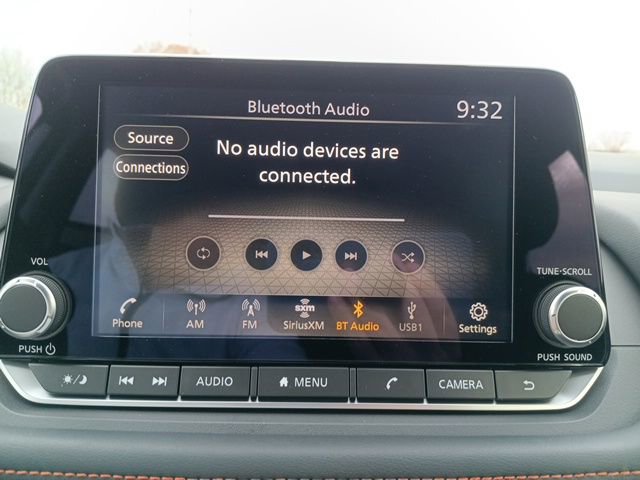 Bluetooth Audio 9:32
Source
No audio devices are
connected.
Connections
VOL
TUNE-SCROLL
Phone AM FM SiriusXM BT Audio USB1 Settings
sxm
PUSH
PUSH SOUND
AUDIO MENU CAMERA